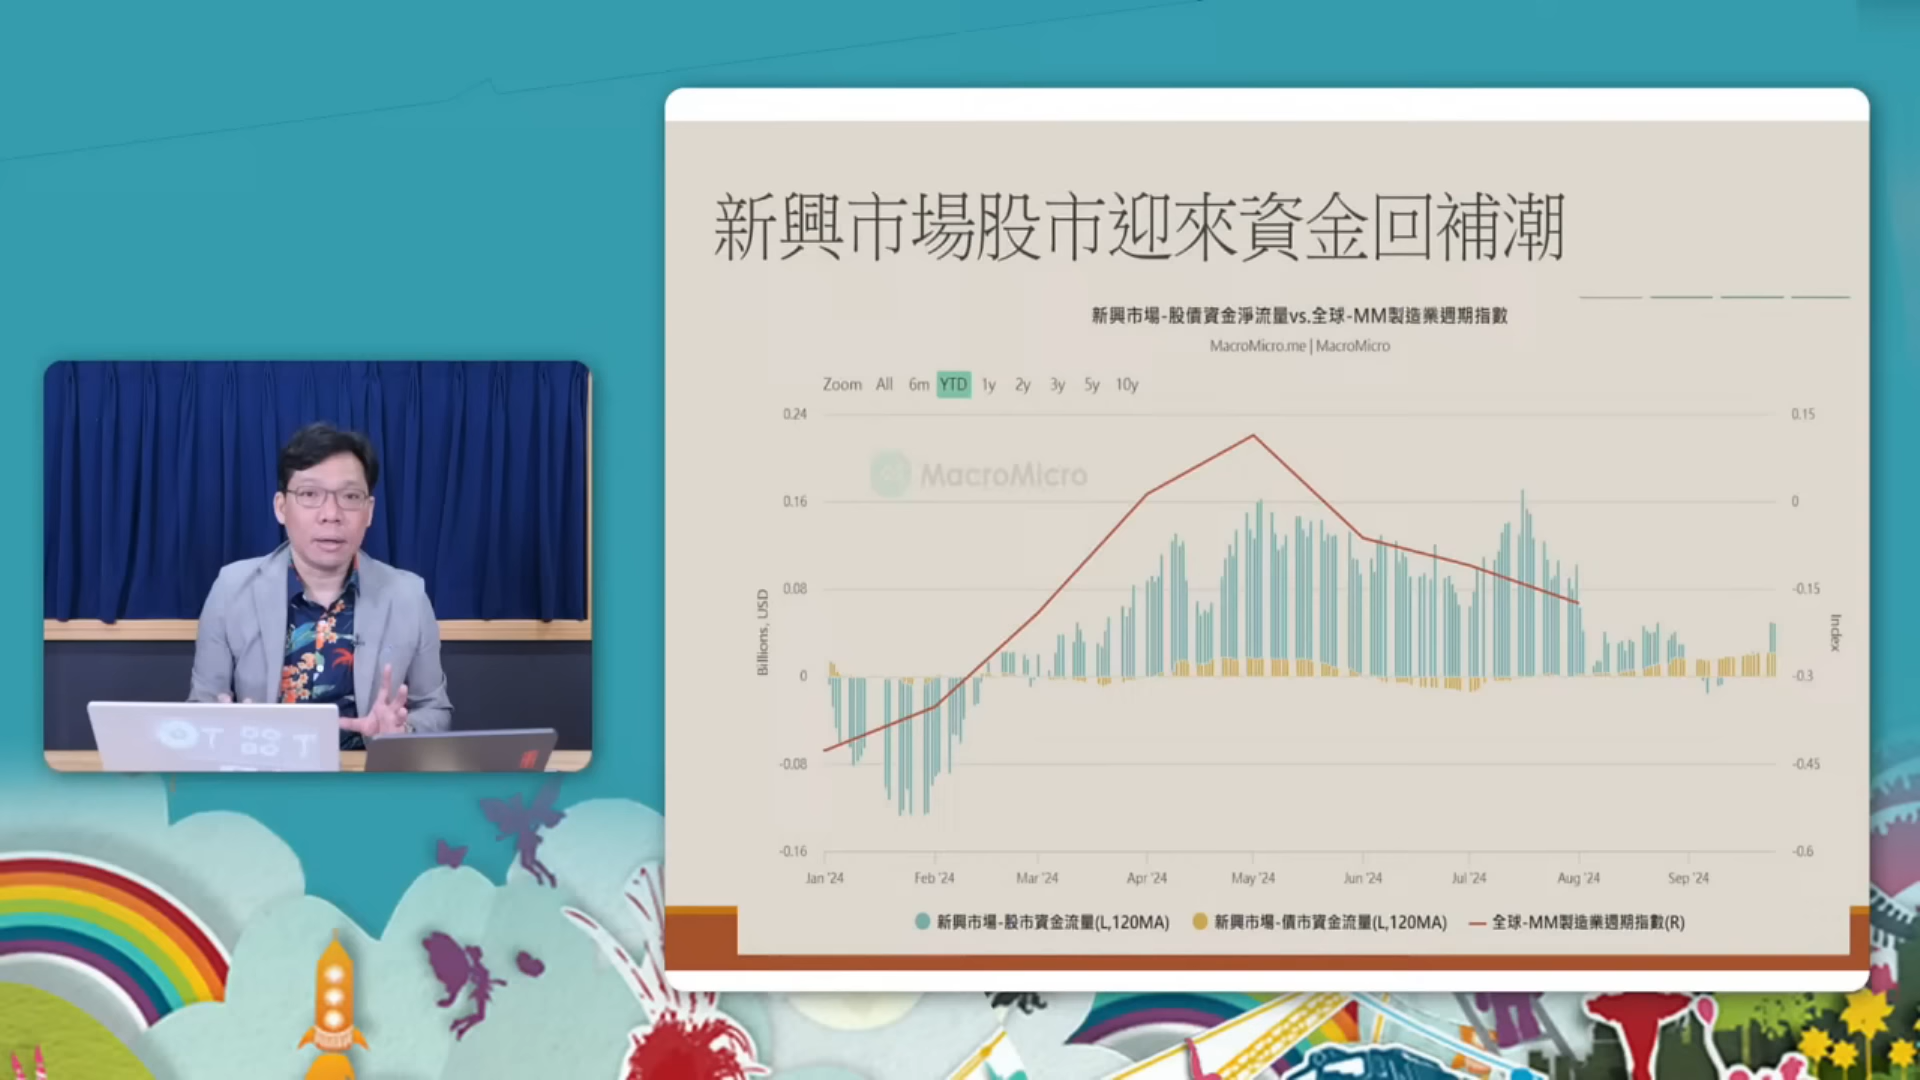 新興市場股市迎來資金回補潮
新興市場-股債資金淨流量vs.全球-MM製造業週期指數
MacroMicro.me | MacroMicro
Zoom All 6m YTD 1y 2y 3y 5y 10y
MacroMicro
0.24
0.16
0.08
0
-0.08
-0.16
Billions, USD
0.15
0
-0.15
-0.3
-0.45
-0.6
Index
Jan '24 Feb '24 Mar '24 Apr '24 May '24 Jun '24 Jul '24 Aug '24 Sep '24
新興市場-股市資金流量(L,120MA) 新興市場-債市資金流量(L,120MA) 全球-MM製造業週期指數(R)